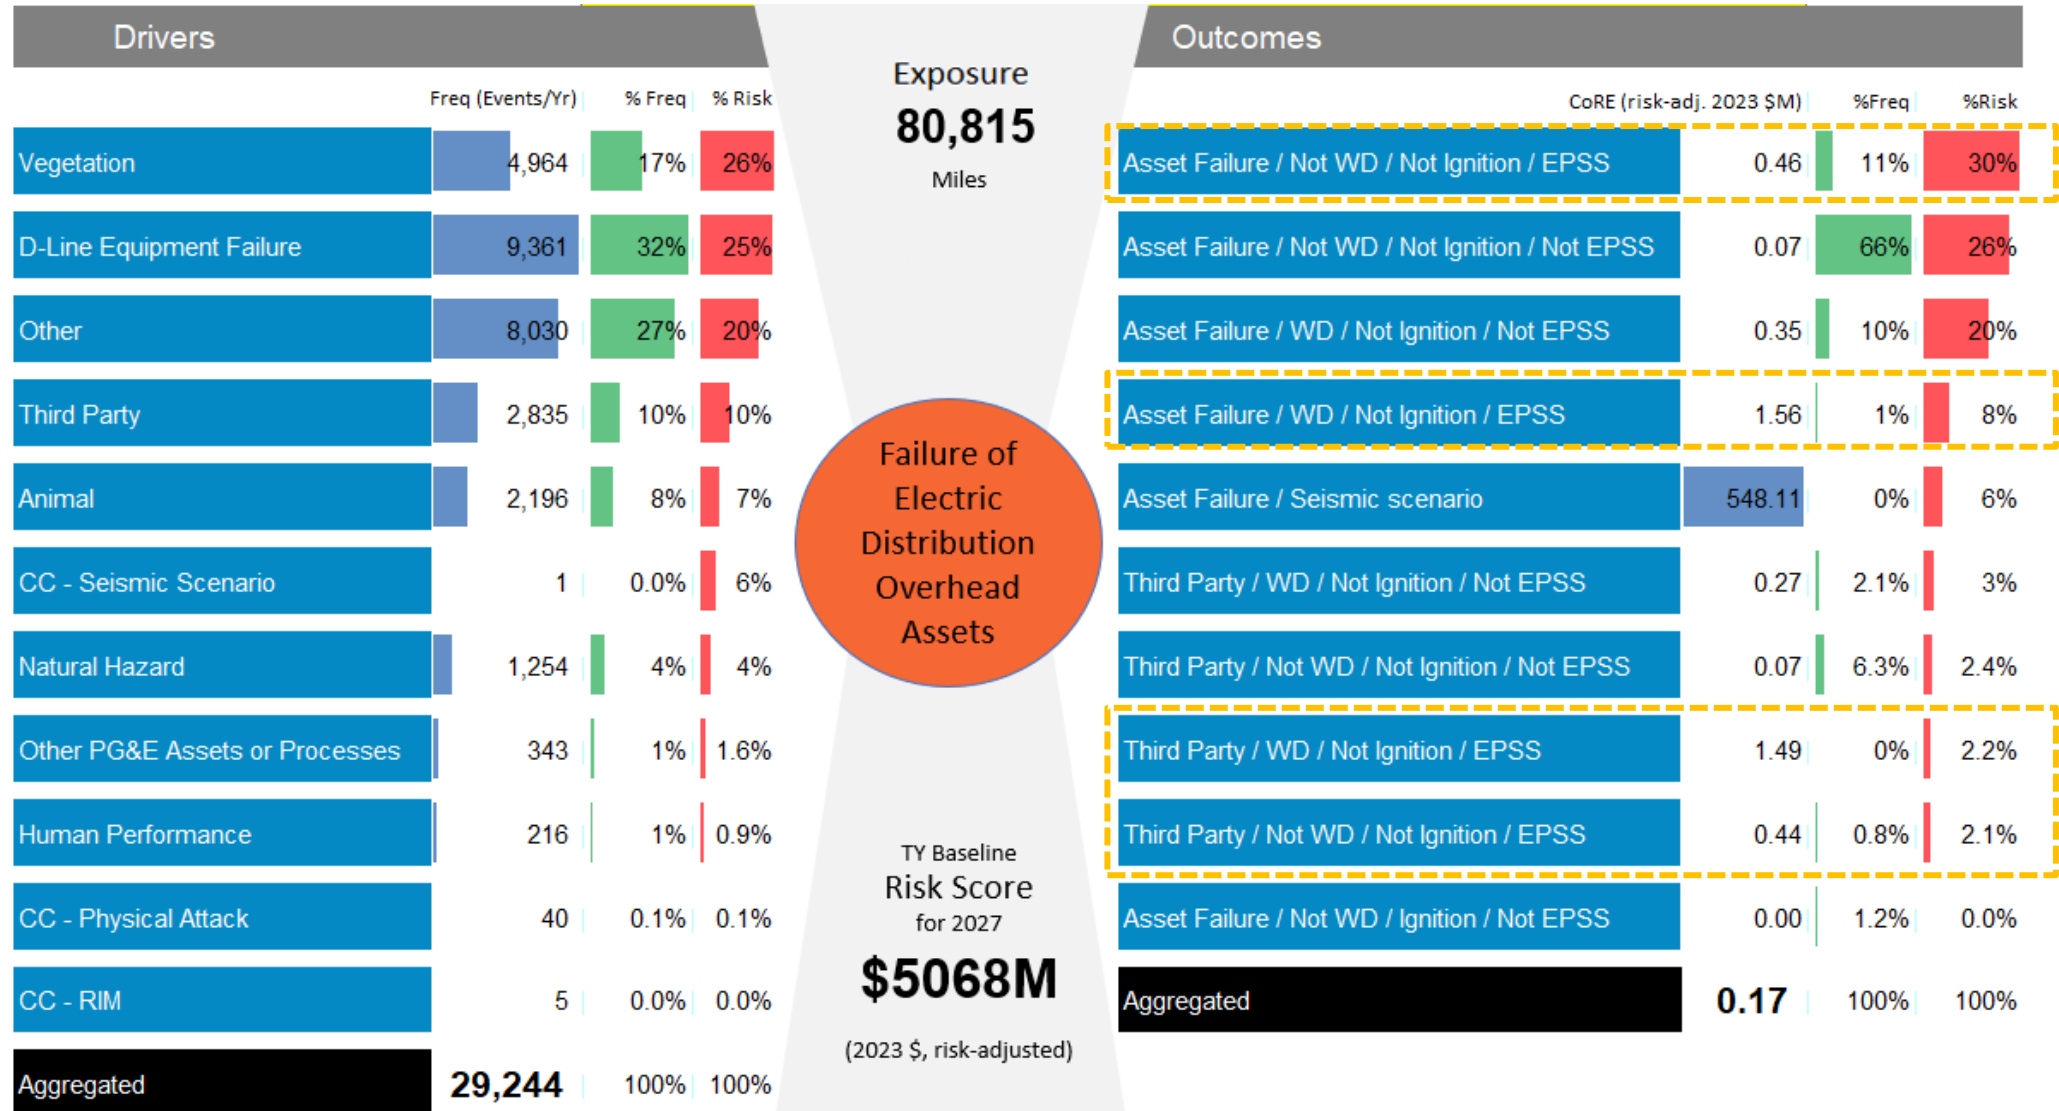 Drivers
Freq (Events/Yr) % Freq % Risk
Vegetation 4,964 17% 26%
D-Line Equipment Failure 9,361 32% 25%
Other 8,030 27% 20%
Third Party 2,835 10% 10%
Animal 2,196 8% 7%
CC - Seismic Scenario 1 0.0% 6%
Natural Hazard 1,254 4% 4%
Other PG&E Assets or Processes 343 1% 1.6%
Human Performance 216 1% 0.9%
CC - Physical Attack 40 0.1% 0.1%
CC - RIM 5 0.0% 0.0%
Aggregated 29,244 100% 100%
Exposure
80,815
Miles
Failure of
Electric
Distribution
Overhead
Assets
TY Baseline
Risk Score
for 2027
$5068M
(2023 $, risk-adjusted)
Outcomes
CoRE (risk-adj. 2023 $M) %Freq %Risk
Asset Failure / Not WD / Not Ignition / EPSS 0.46 11% 30%
Asset Failure / Not WD / Not Ignition / Not EPSS 0.07 66% 26%
Asset Failure / WD / Not Ignition / Not EPSS 0.35 10% 20%
Asset Failure / WD / Not Ignition / EPSS 1.56 1% 8%
Asset Failure / Seismic scenario 548.11 0% 6%
Third Party / WD / Not Ignition / Not EPSS 0.27 2.1% 3%
Third Party / Not WD / Not Ignition / Not EPSS 0.07 6.3% 2.4%
Third Party / WD / Not Ignition / EPSS 1.49 0% 2.2%
Third Party / Not WD / Not Ignition / EPSS 0.44 0.8% 2.1%
Asset Failure / Not WD / Ignition / Not EPSS 0.00 1.2% 0.0%
Aggregated 0.17 100% 100%